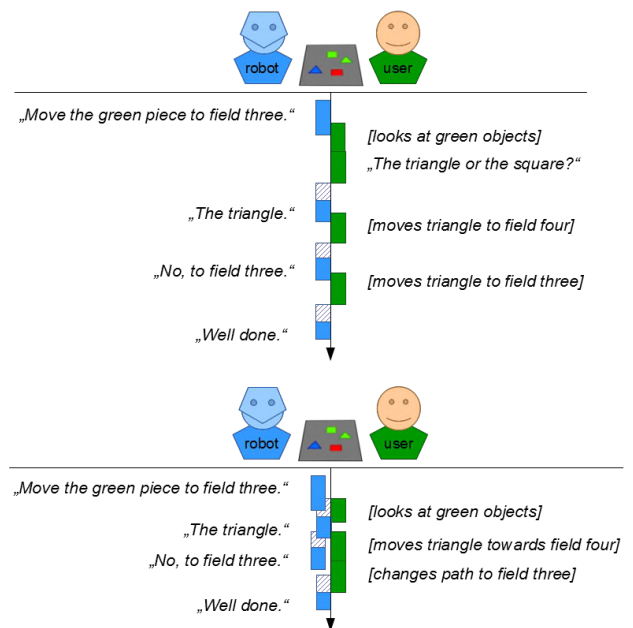 robot
user
„Move the green piece to field three.“
[looks at green objects]
„The triangle or the square?“
„The triangle.“
[moves triangle to field four]
„No, to field three.“
[moves triangle to field three]
„Well done.“
robot
user
„Move the green piece to field three.“
[looks at green objects]
„The triangle.“
[moves triangle towards field four]
„No, to field three.“
[changes path to field three]
„Well done.“